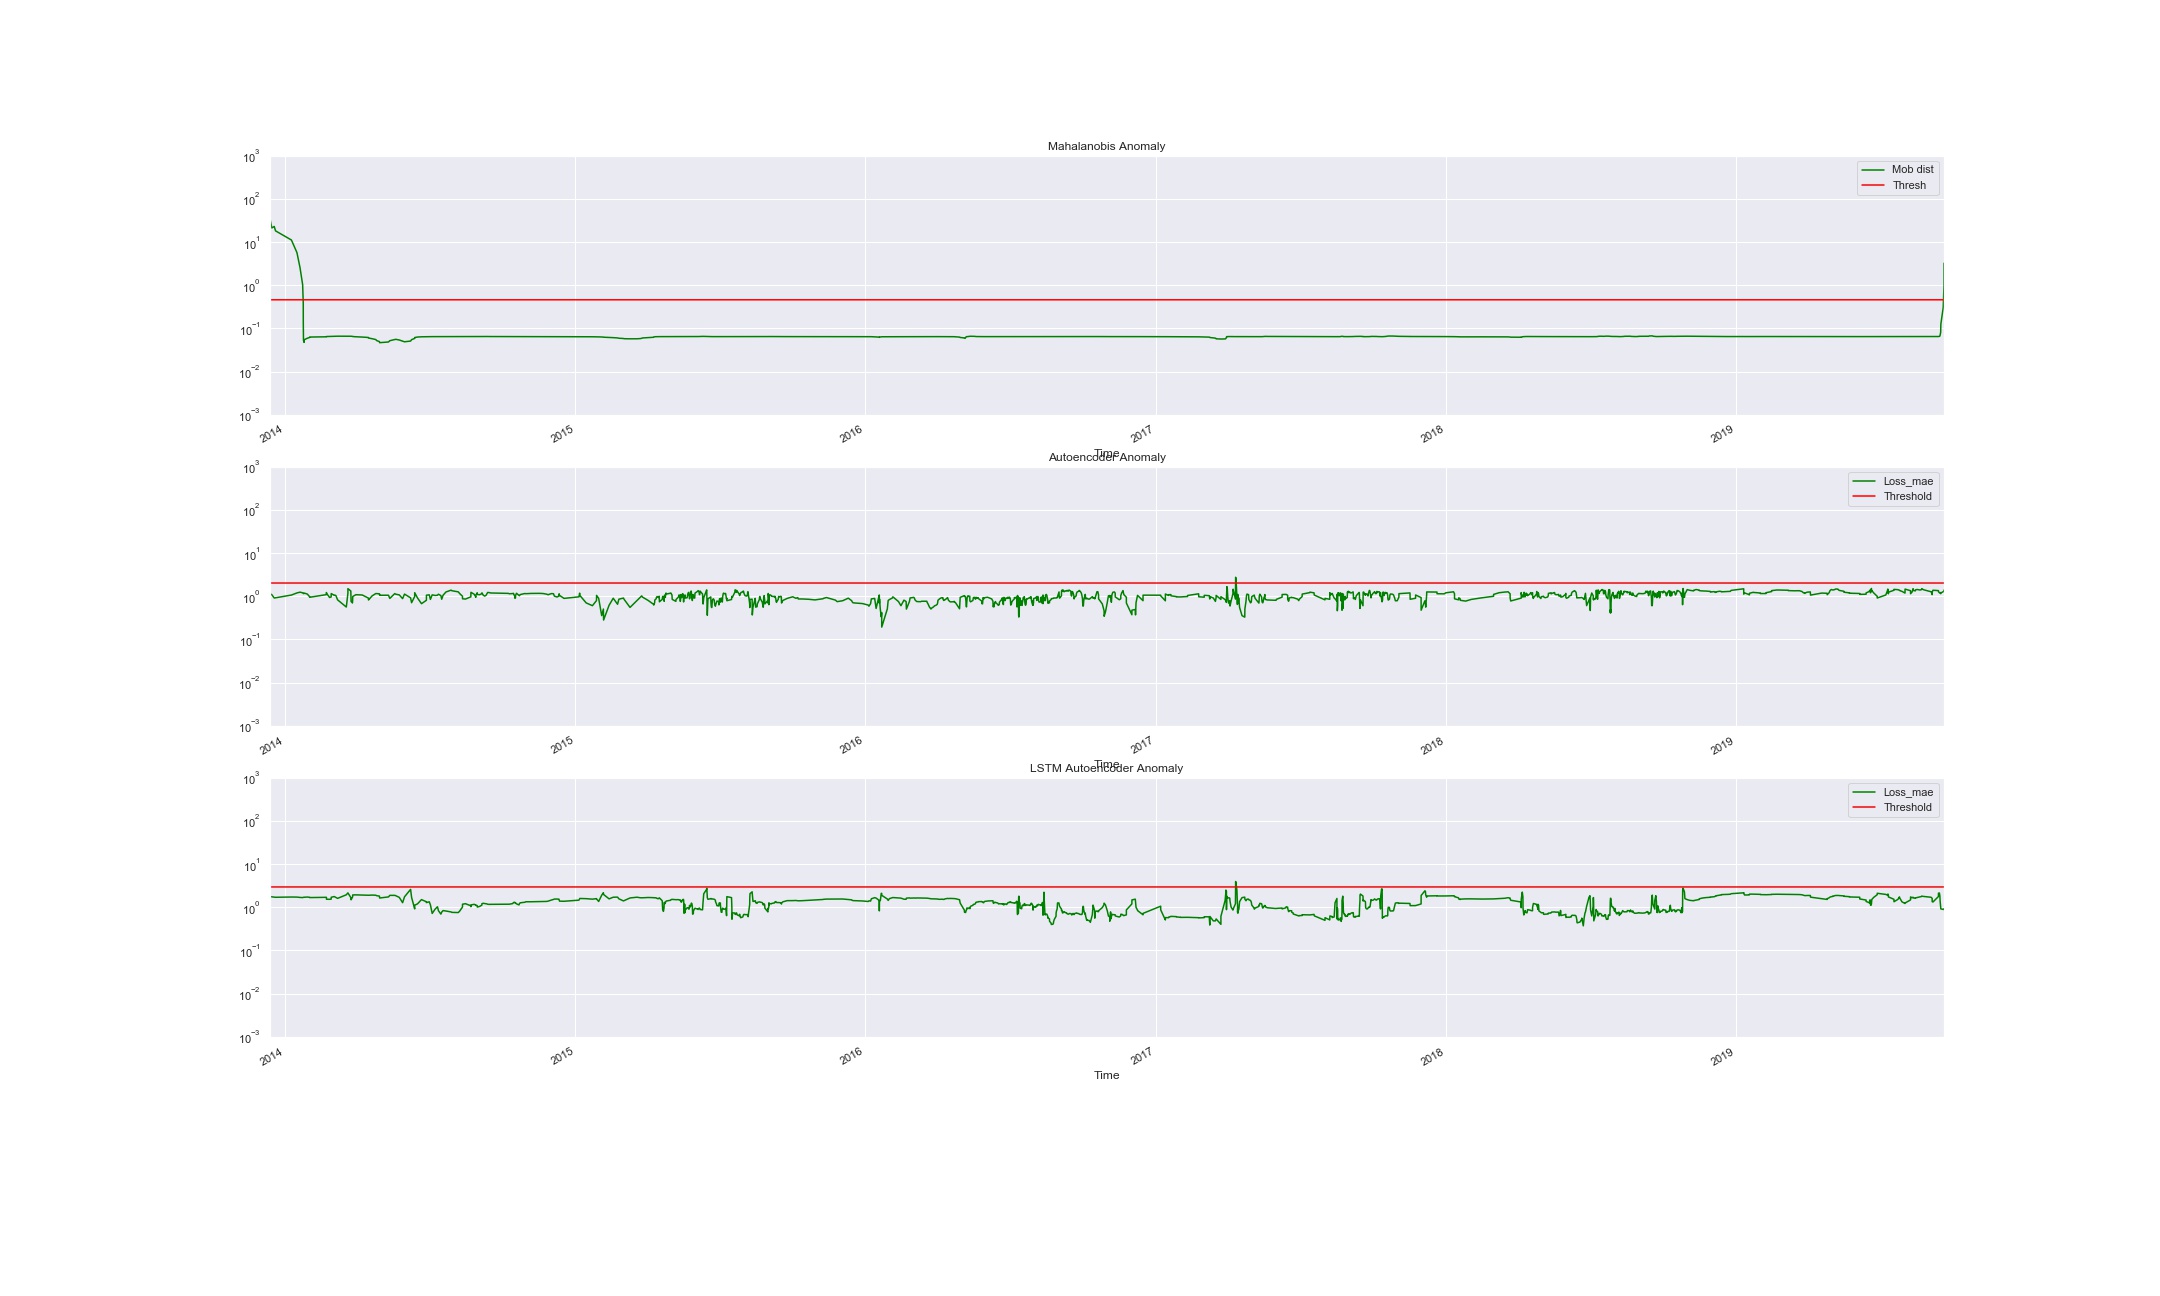 Mahalanobis Anomaly
10³
10²
10¹
10⁰
10⁻¹
10⁻²
10⁻³
Mob dist
Thresh
2014 2015 2016 2017 2018 2019
Time
Autoencoder Anomaly
10³
10²
10¹
10⁰
10⁻¹
10⁻²
10⁻³
Loss_mae
Threshold
2014 2015 2016 2017 2018 2019
Time
LSTM Autoencoder Anomaly
10³
10²
10¹
10⁰
10⁻¹
10⁻²
10⁻³
Loss_mae
Threshold
2014 2015 2016 2017 2018 2019
Time